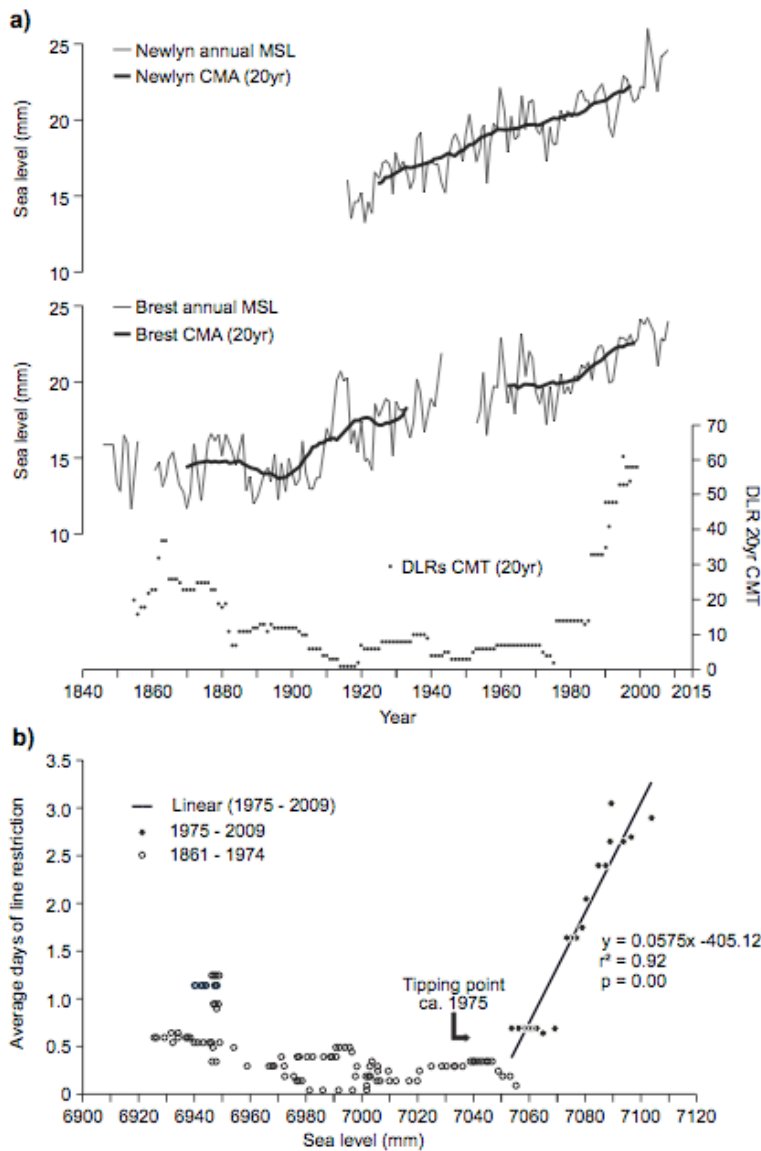 a)
25
20
15
10
Sea level (mm)
Newlyn annual MSL
Newlyn CMA (20yr)
25
20
15
10
Sea level (mm)
Brest annual MSL
Brest CMA (20yr)
70
60
50
40
30
20
10
0
DLR 20yr CMT
DLRs CMT (20yr)
1840 1860 1880 1900 1920 1940 1960 1980 2000 2015
Year
b)
3.5
3.0
2.5
2.0
1.5
1.0
0.5
0
Average days of line restriction
Linear (1975 - 2009)
1975 - 2009
1861 - 1974
y = 0.0575x -405.12
r² = 0.92
p = 0.00
Tipping point
ca. 1975
6900 6920 6940 6960 6980 7000 7020 7040 7060 7080 7100 7120
Sea level (mm)